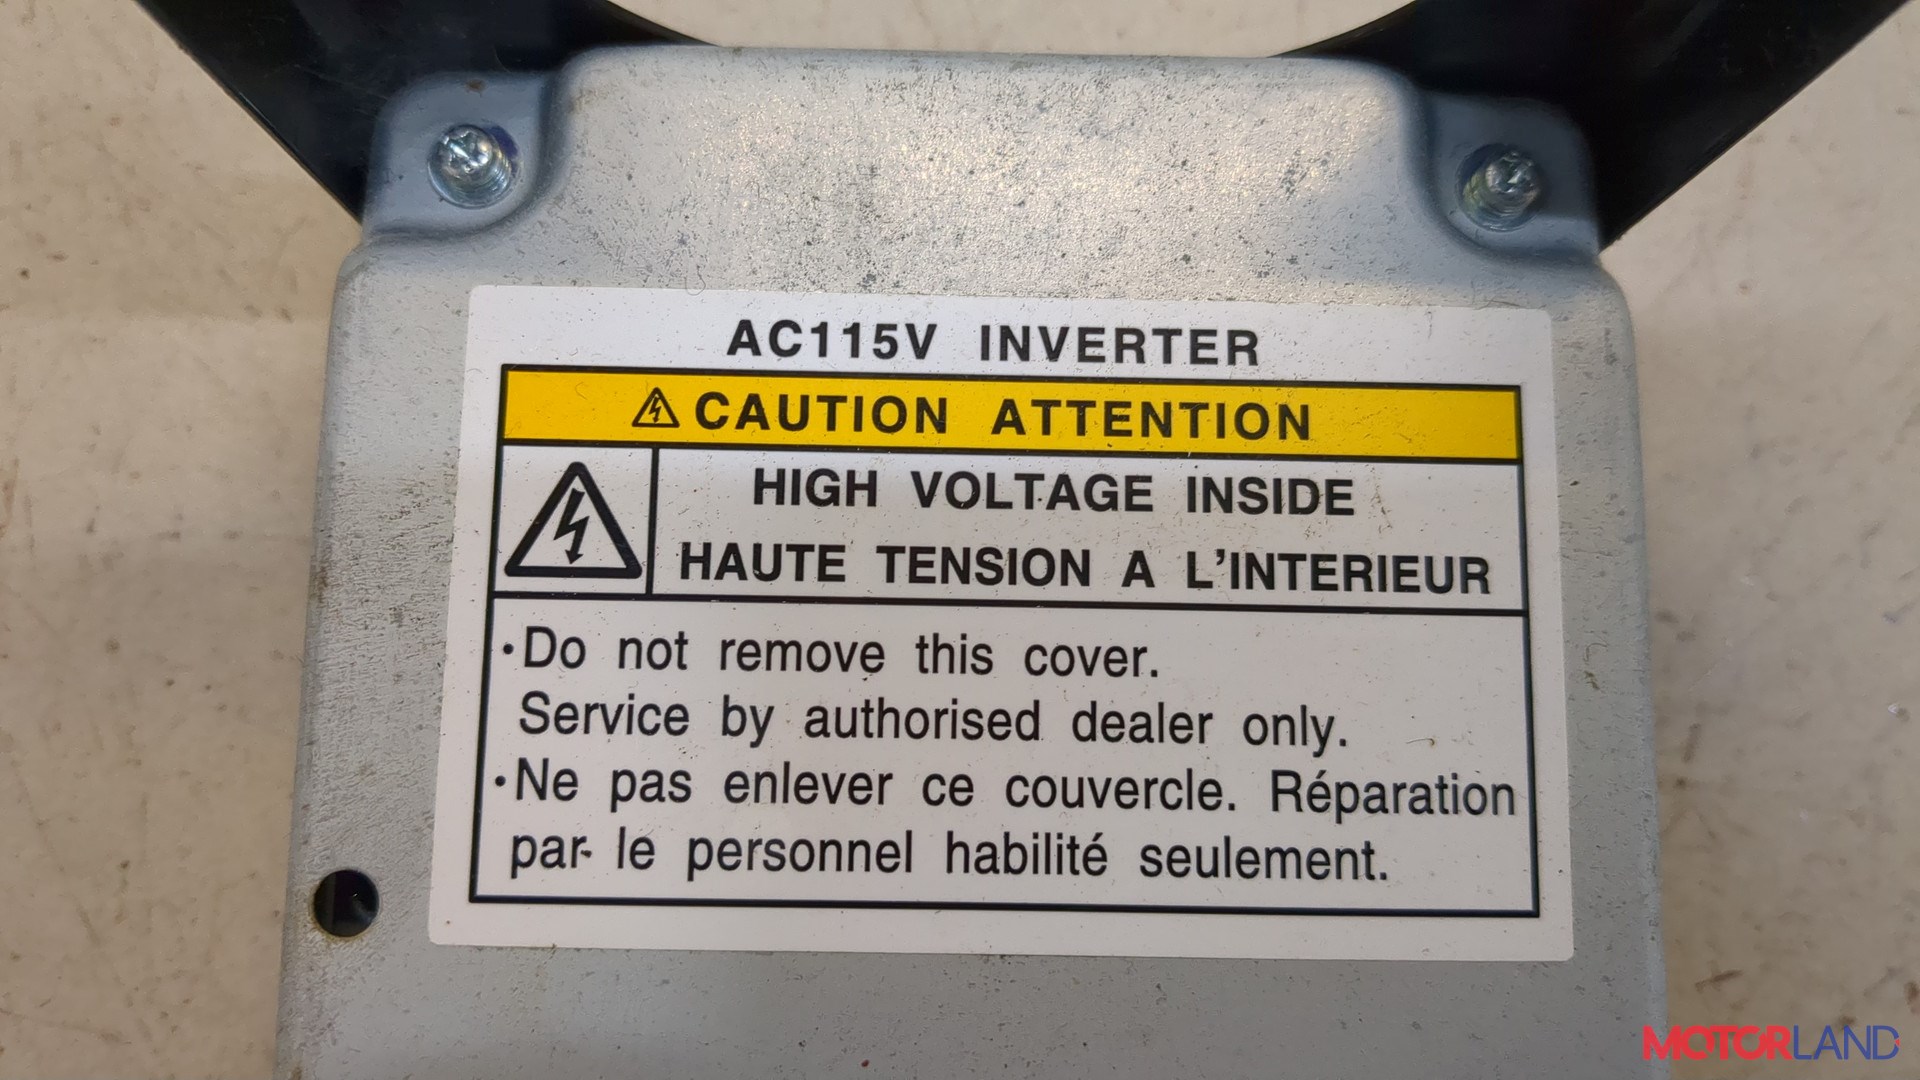 AC115V INVERTER
CAUTION ATTENTION
HIGH VOLTAGE INSIDE
HAUTE TENSION A L'INTERIEUR
·Do not remove this cover.
Service by authorised dealer only.
·Ne pas enlever ce couvercle. Réparation
par le personnel habilité seulement.
MOTORLAND